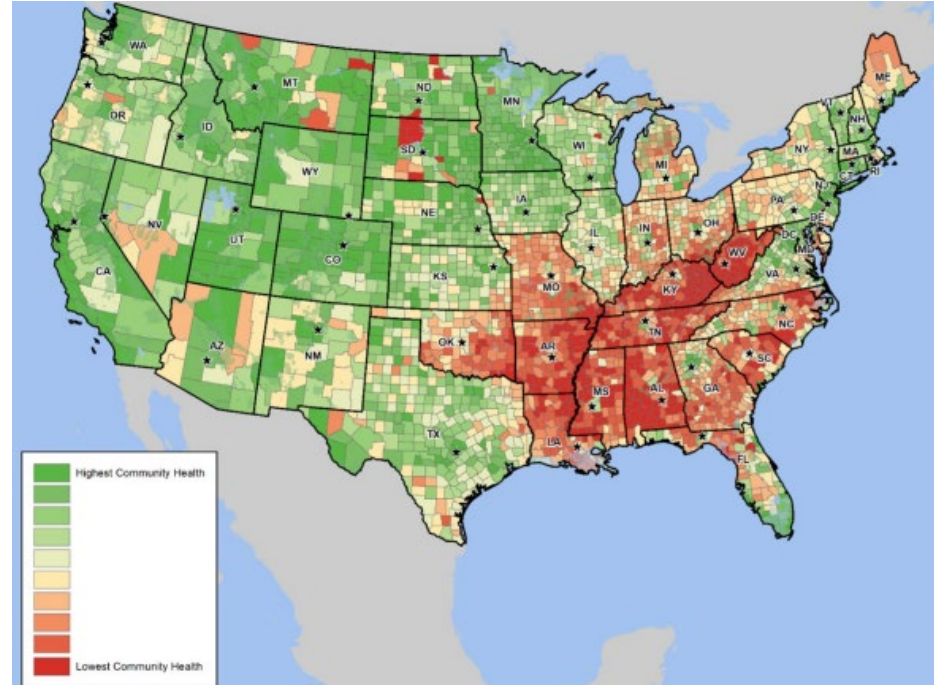 WA
MT
ND
MN
ME
VT
NH
OR
ID
SD
WI
NY
MA
CT
RI
WY
MI
IA
NE
PA
NJ
NV
UT
CO
IL
IN
OH
DE
DC
MD
WV
VA
CA
KS
MO
KY
NC
TN
AZ
NM
OK
AR
SC
MS
AL
GA
TX
LA
FL
Highest Community Health
Lowest Community Health